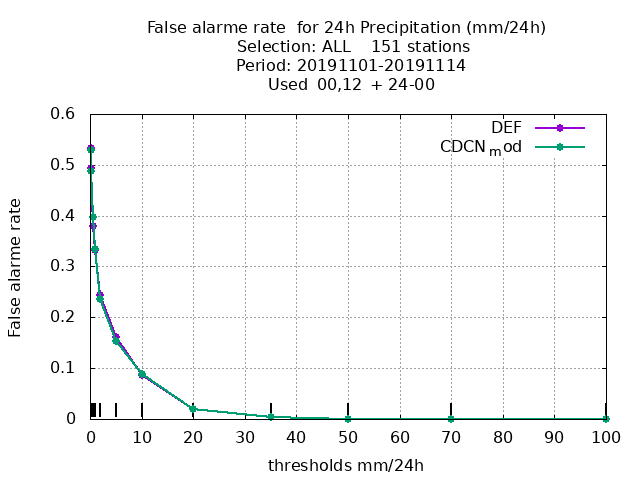 False alarme rate  for 24h Precipitation (mm/24h)
Selection: ALL    151 stations
Period: 20191101-20191114
Used  00,12  + 24-00
DEF
CDCN_mod
False alarme rate
0.6
0.5
0.4
0.3
0.2
0.1
0
0 10 20 30 40 50 60 70 80 90 100
thresholds mm/24h